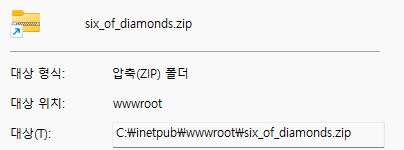 six_of_diamonds.zip
대상 형식: 압축(ZIP) 폴더
대상 위치: wwwroot
대상(T): C:₩inetpub₩wwwroot₩six_of_diamonds.zip